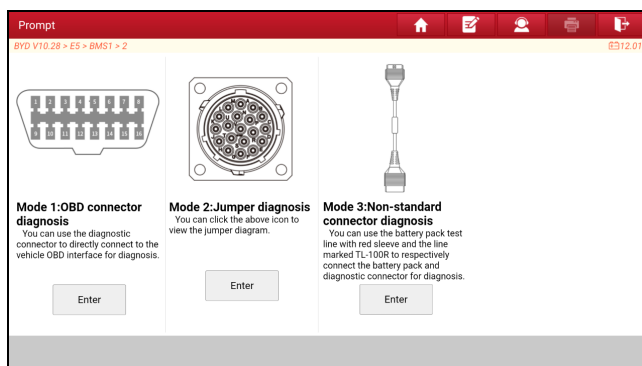 Prompt
BYD V10.28 > E5 > BMS1 > 2
12.01
1 2 3 4 5 6 7 8
9 10 11 12 13 14 15 16
Mode 1:OBD connector
diagnosis
You can use the diagnostic
connector to directly connect to the
vehicle OBD interface for diagnosis.
Enter
Mode 2:Jumper diagnosis
You can click the above icon to
view the jumper diagram.
Enter
Mode 3:Non-standard
connector diagnosis
You can use the battery pack test
line with red sleeve and the line
marked TL-100R to respectively
connect the battery pack and
diagnostic connector for diagnosis.
Enter